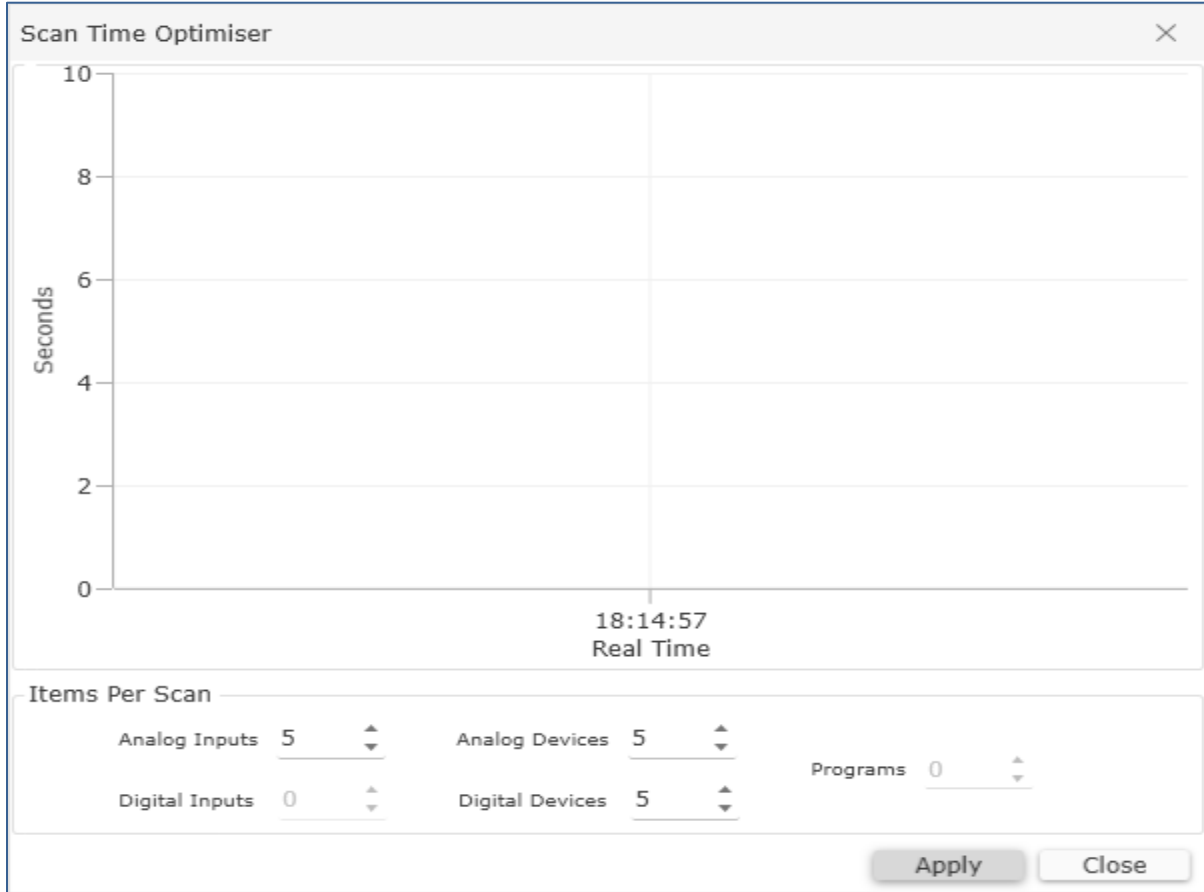 Scan Time Optimiser
10
8
6
4
2
0
Seconds
18:14:57
Real Time
Items Per Scan
Analog Inputs 5
Analog Devices 5
Programs 0
Digital Inputs 0
Digital Devices 5
Apply
Close